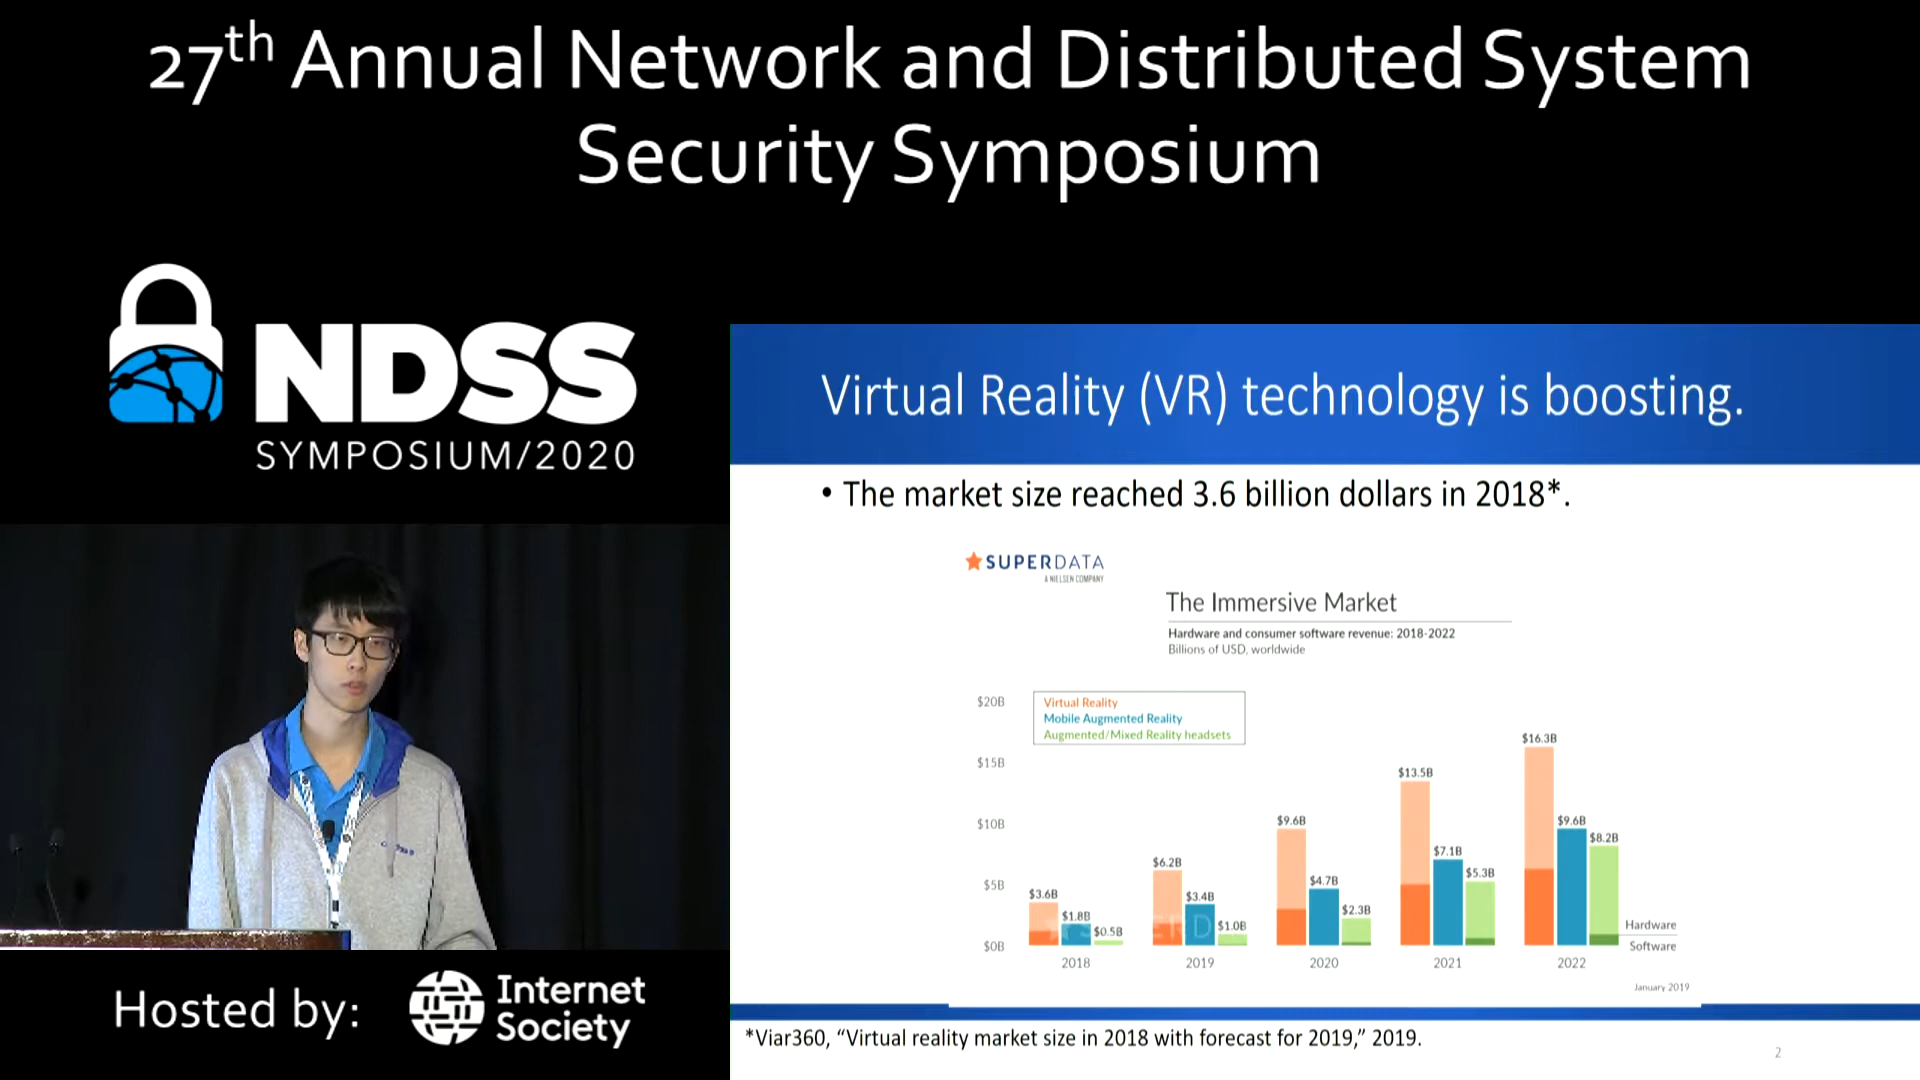 27th Annual Network and Distributed System
Security Symposium
NDSS
SYMPOSIUM/2020
Virtual Reality (VR) technology is boosting.
• The market size reached 3.6 billion dollars in 2018*.
SUPERDATA
A NIELSEN COMPANY
The Immersive Market
Hardware and consumer software revenue: 2018-2022
Billions of USD, worldwide
Virtual Reality
Mobile Augmented Reality
Augmented/Mixed Reality headsets
$20B
$15B
$10B
$5B
$0B
$3.6B
$1.8B
$0.5B
$6.2B
$3.4B
$1.0B
$9.6B
$4.7B
$2.3B
$13.5B
$7.1B
$5.3B
$16.3B
$9.6B
$8.2B
Hardware
Software
2018
2019
2020
2021
2022
January 2019
*Viar360, “Virtual reality market size in 2018 with forecast for 2019,” 2019.
2
Hosted by:
Internet
Society